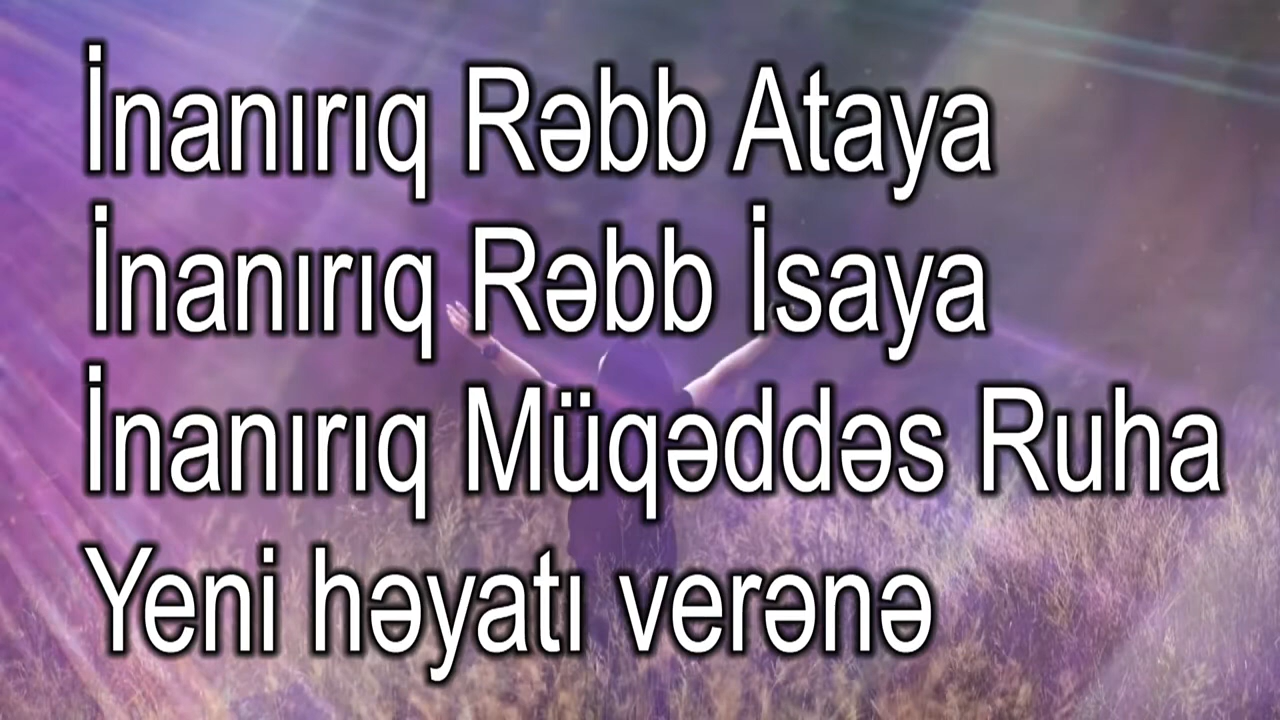 İnanırıq Rəbb Ataya
İnanırıq Rəbb İsaya
İnanırıq Müqəddəs Ruha
Yeni həyatı verənə